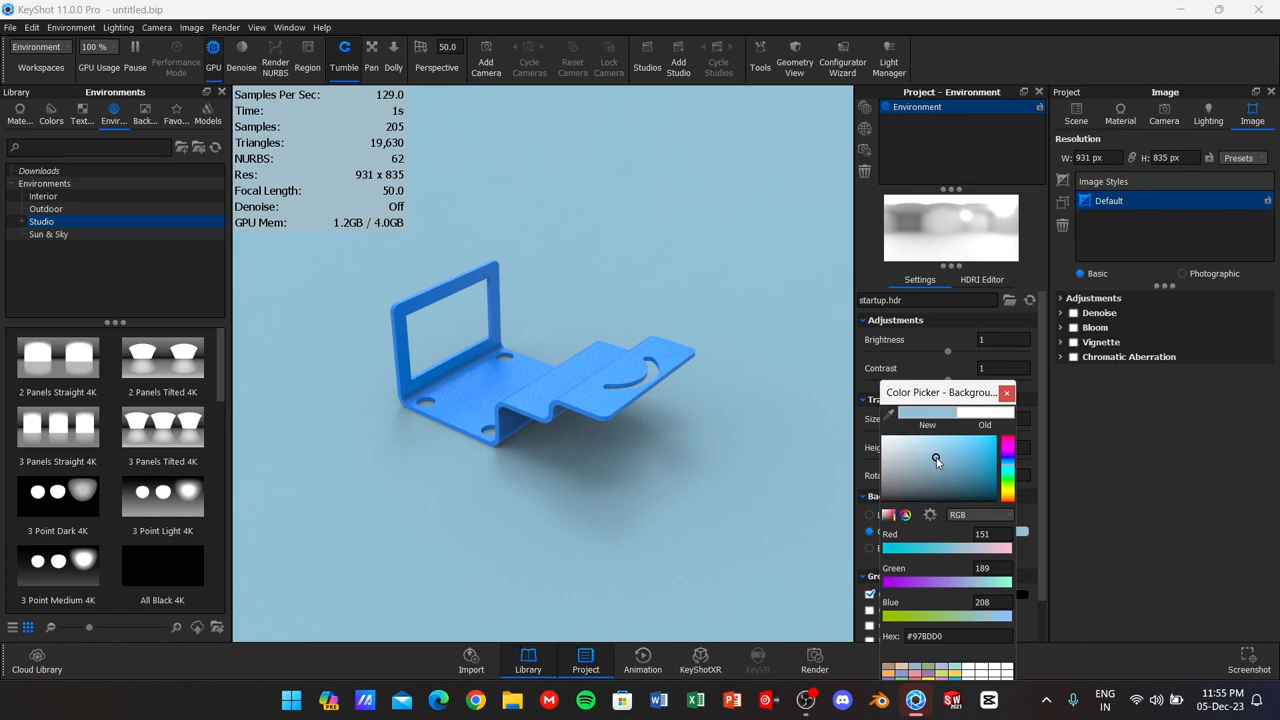 KeyShot 11.0.0 Pro - untitled.bip
File Edit Environment Lighting Camera Image Render View Window Help
Environment 100 % 50.0
Workspaces GPU Usage Pause Performance Mode GPU Denoise Render NURBS Region Tumble Pan Dolly Perspective Add Camera Cycle Cameras Reset Camera Lock Camera Studios Add Studio Cycle Studios Tools Geometry View Configurator Wizard Light Manager
Library Environments
Mate... Colors Text... Envir... Back... Favo... Models
Downloads
Environments
Interior
Outdoor
Studio
Sun & Sky
2 Panels Straight 4K 2 Panels Tilted 4K
3 Panels Straight 4K 3 Panels Tilted 4K
3 Point Dark 4K 3 Point Light 4K
3 Point Medium 4K All Black 4K
Samples Per Sec: 129.0
Time: 1s
Samples: 205
Triangles: 19,630
NURBS: 62
Res: 931 x 835
Focal Length: 50.0
Denoise: Off
GPU Mem: 1.2GB / 4.0GB
Project - Environment
Environment
Settings HDRI Editor
startup.hdr
Adjustments
Brightness 1
Contrast 1
Color Picker - Backgrou...
New Old
RGB
Red 151
Green 189
Blue 208
Hex: #97BDD0
Project Image
Scene Material Camera Lighting Image
Resolution
W: 931 px H: 835 px Presets
Image Styles
Default
Basic Photographic
Adjustments
Denoise
Bloom
Vignette
Chromatic Aberration
Cloud Library Import Library Project Animation KeyShotXR KeyVR Render Screenshot
ENG
IN
11:55 PM
05-Dec-23